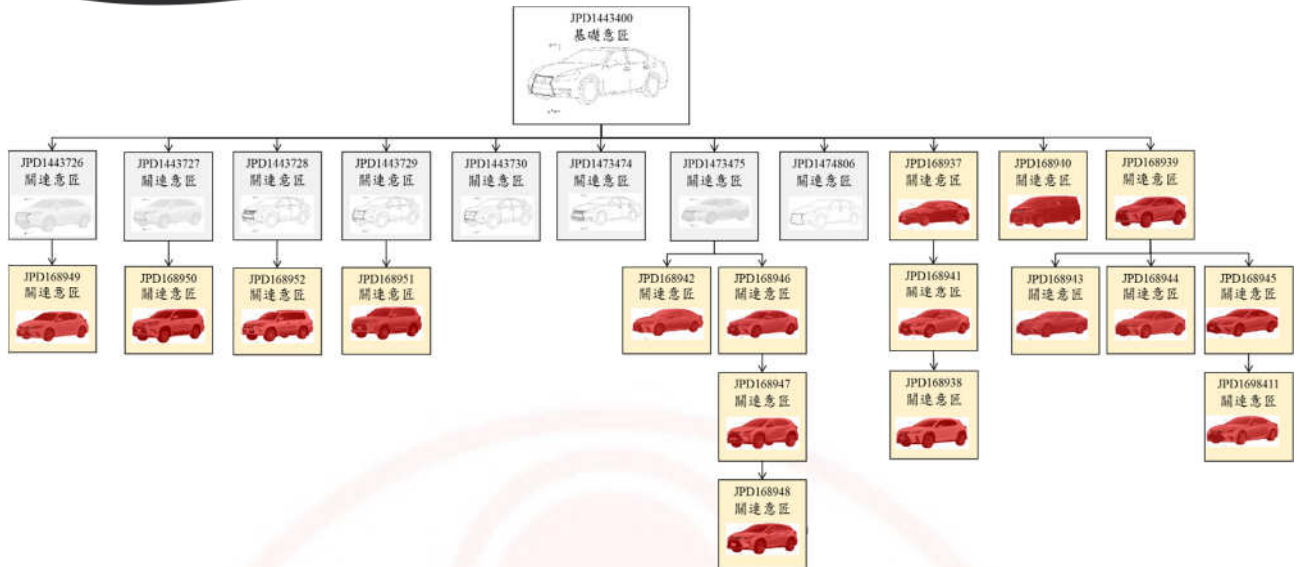 JPD1443400
基礎意匠
JPD1443726
關連意匠
JPD1443727
關連意匠
JPD1443728
關連意匠
JPD1443729
關連意匠
JPD1443730
關連意匠
JPD1473474
關連意匠
JPD1473475
關連意匠
JPD1474806
關連意匠
JPD168937
關連意匠
JPD168940
關連意匠
JPD168939
關連意匠
JPD168949
關連意匠
JPD168950
關連意匠
JPD168952
關連意匠
JPD168951
關連意匠
JPD168942
關連意匠
JPD168946
關連意匠
JPD168941
關連意匠
JPD168943
關連意匠
JPD168944
關連意匠
JPD168945
關連意匠
JPD168947
關連意匠
JPD168938
關連意匠
JPD1698411
關連意匠
JPD168948
關連意匠